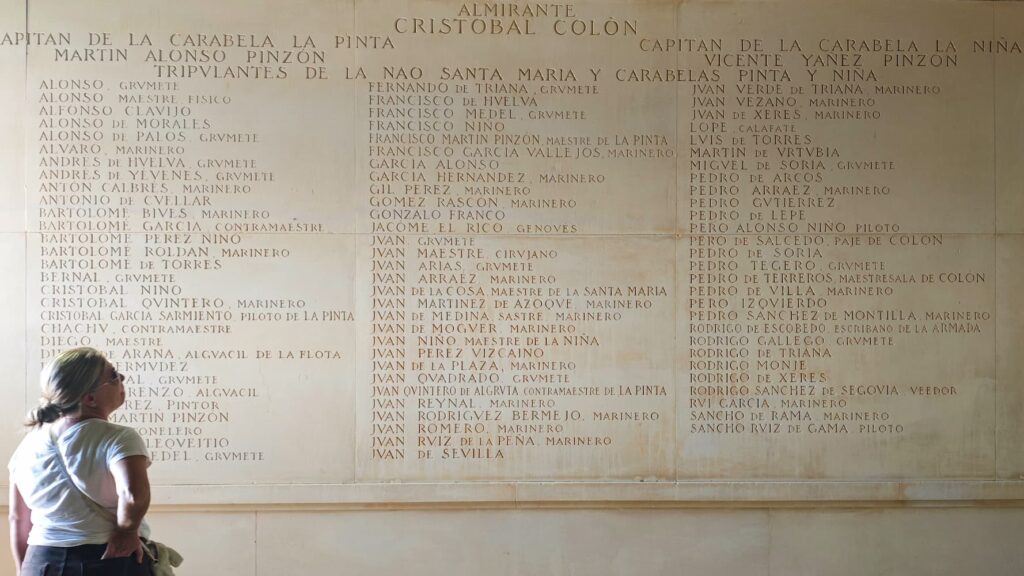 ALMIRANTE
CRISTOBAL COLÓN
CAPITAN DE LA CARABELA LA PINTA
MARTIN ALONSO PINZÓN
CAPITAN DE LA CARABELA LA NIÑA
VICENTE YAÑEZ PINZÓN
TRIPVLANTES DE LA NAO SANTA MARIA Y CARABELAS PINTA Y NIÑA
ALONSO, GRVMETE
ALONSO MAESTRE FISICO
ALFONSO CLAVIJO
ALONSO DE MORALES
ALONSO DE PALOS, GRVMETE
ALVARO, MARINERO
ANDRES DE HVELVA GRVMETE
ANDRES DE YEVENES, GRVMETE
ANTON CALBRES, MARINERO
ANTONIO DE CVELLAR
BARTOLOME BIVES, MARINERO
BARTOLOME GARCIA, CONTRAMAESTRE
BARTOLOME PEREZ NIÑO
BARTOLOME ROLDAN, MARINERO
BARTOLOME DE TORRES
BERNAL, GRVMETE
CRISTOBAL NIÑO
CRISTOBAL QVINTERO, MARINERO
CRISTOBAL GARCIA SARMIENTO, PILOTO DE LA PINTA
CHACHV, CONTRAMAESTRE
DIEGO, MAESTRE
DE ARANA, ALGVACIL DE LA FLOTA
RMVDEZ
GRVMETE
ORENZO, ALGVACIL
REZ, PINTOR
MARTIN PINZÓN
ONELERO
LEQVEITIO
MEDEL, GRVMETE
FERNANDO DE TRIANA, GRVMETE
FRANCISCO DE HVELVA
FRANCISCO MEDEL, GRVMETE
FRANCISCO NIÑO
FRANCISCO MARTIN PINZÓN, MAESTRE DE LA PINTA
FRANCISCO GARCIA VALLEJOS, MARINERO
GARCIA ALONSO
GARCIA HERNANDEZ, MARINERO
GIL PEREZ, MARINERO
GOMEZ RASCON, MARINERO
GONZALO FRANCO
JACOME EL RICO GENOVÉS
JVAN, GRVMETE
JVAN MAESTRE, CIRVJANO
JVAN ARIAS, GRVMETE
JVAN ARRAEZ, MARINERO
JVAN DE LA COSA MAESTRE DE LA SANTA MARIA
JVAN MARTINEZ DE AZOQVE, MARINERO
JVAN DE MEDINA, SASTRE, MARINERO
JVAN DE MOGVER, MARINERO
JVAN NIÑO MAESTRE DE LA NIÑA
JVAN PEREZ VIZCAINO
JVAN DE LA PLAZA, MARINERO
JVAN QVADRADO, GRVMETE
JVAN QVINTERO DE ALGRVTA CONTRAMAESTRE DE LA PINTA
JVAN REYNAL, MARINERO
JVAN RODRIGVEZ BERMEJO, MARINERO
JVAN ROMERO, MARINERO
JVAN RVIZ DE LA PEÑA, MARINERO
JVAN DE SEVILLA
JVAN VERDE DE TRIANA, MARINERO
JVAN VEZANO, MARINERO
JVAN DE XERES, MARINERO
LOPE, CALAFATE
LVIS DE TORRES
MARTIN DE VRTVBIA
MIGVEL DE SORIA, GRVMETE
PEDRO DE ARCOS
PEDRO ARRAÉZ, MARINERO
PEDRO GVTIERREZ
PEDRO DE LEPE
PERO ALONSO NIÑO PILOTO
PERO DE SALCEDO, PAJE DE COLÓN
PEDRO DE SORIA
PEDRO TEGERO, GRVMETE
PEDRO DE TERREROS, MAESTRESALA DE COLÓN
PEDRO DE VILLA, MARINERO
PERO IZQVIERDO
PEDRO SANCHEZ DE MONTILLA, MARINERO
RODRIGO DE ESCOBEDO, ESCRIBANO DE LA ARMADA
RODRIGO GALLEGO, GRVMETE
RODRIGO DE TRIANA
RODRIGO MONJE
RODRIGO DE XERES
RODRIGO SANCHEZ DE SEGOVIA, VEEDOR
RVI GARCIA, MARINERO
SANCHO DE RAMA, MARINERO
SANCHO RVIZ DE GAMA, PILOTO